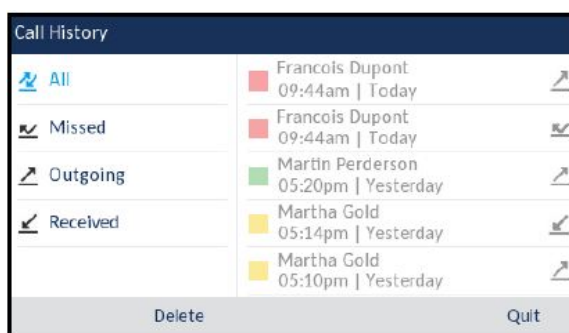 Call History
All
Missed
Outgoing
Received
Francois Dupont
09:44am | Today
Francois Dupont
09:44am | Today
Martin Perderson
05:20pm | Yesterday
Martha Gold
05:14pm | Yesterday
Martha Gold
05:10pm | Yesterday
Delete
Quit